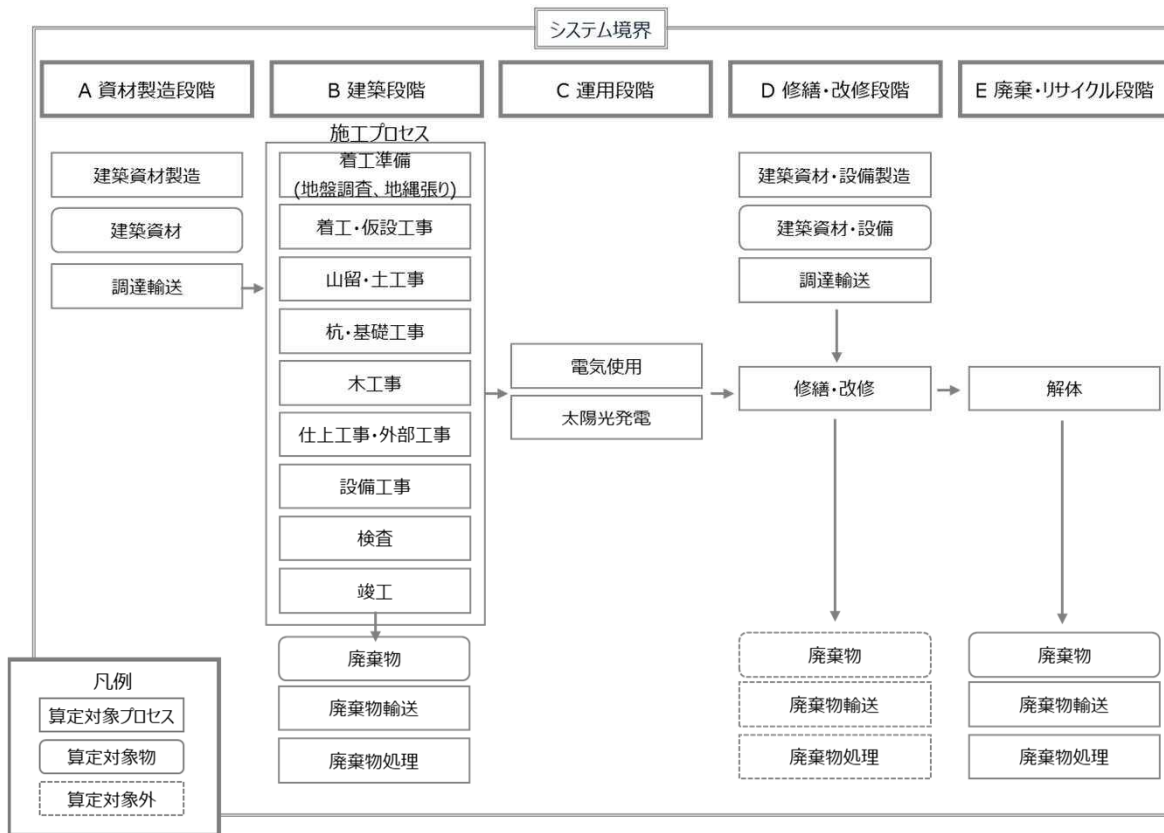 システム境界
A 資材製造段階
B 建築段階
C 運用段階
D 修繕・改修段階
E 廃棄・リサイクル段階
建築資材製造
建築資材
調達輸送
施工プロセス
着工準備
(地盤調査、地縄張り)
着工・仮設工事
山留・土工事
杭・基礎工事
木工事
仕上工事・外部工事
設備工事
検査
竣工
廃棄物
廃棄物輸送
廃棄物処理
電気使用
太陽光発電
建築資材・設備製造
建築資材・設備
調達輸送
修繕・改修
廃棄物
廃棄物輸送
廃棄物処理
解体
廃棄物
廃棄物輸送
廃棄物処理
凡例
算定対象プロセス
算定対象物
算定対象外